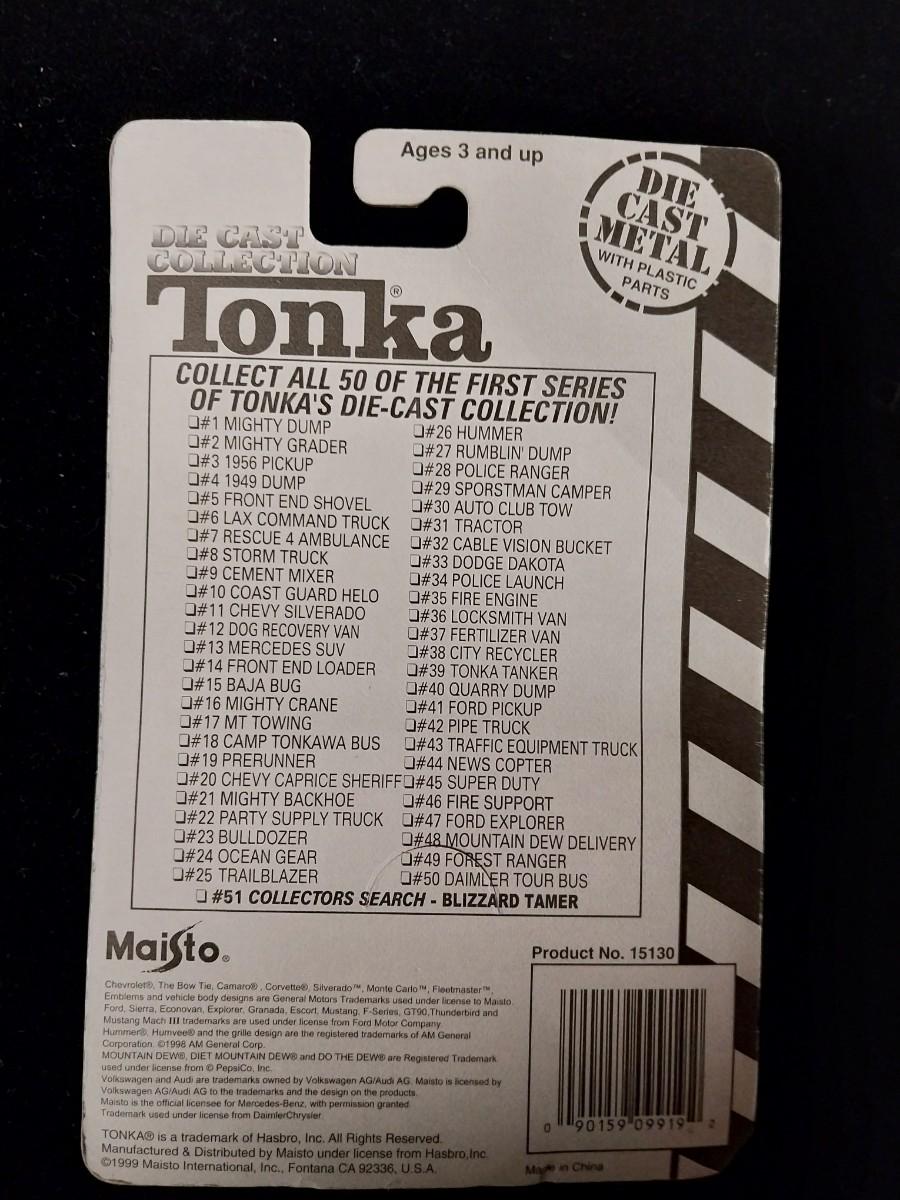 Ages 3 and up
DIE
CAST
METAL
WITH PLASTIC
PARTS
DIE CAST
COLLECTION
Tonka®
COLLECT ALL 50 OF THE FIRST SERIES
OF TONKA'S DIE-CAST COLLECTION!
❏#1 MIGHTY DUMP
❏#2 MIGHTY GRADER
❏#3 1956 PICKUP
❏#4 1949 DUMP
❏#5 FRONT END SHOVEL
❏#6 LAX COMMAND TRUCK
❏#7 RESCUE 4 AMBULANCE
❏#8 STORM TRUCK
❏#9 CEMENT MIXER
❏#10 COAST GUARD HELO
❏#11 CHEVY SILVERADO
❏#12 DOG RECOVERY VAN
❏#13 MERCEDES SUV
❏#14 FRONT END LOADER
❏#15 BAJA BUG
❏#16 MIGHTY CRANE
❏#17 MT TOWING
❏#18 CAMP TONKAWA BUS
❏#19 PRERUNNER
❏#20 CHEVY CAPRICE SHERIFF
❏#21 MIGHTY BACKHOE
❏#22 PARTY SUPPLY TRUCK
❏#23 BULLDOZER
❏#24 OCEAN GEAR
❏#25 TRAILBLAZER
❏#26 HUMMER
❏#27 RUMBLIN' DUMP
❏#28 POLICE RANGER
❏#29 SPORSTMAN CAMPER
❏#30 AUTO CLUB TOW
❏#31 TRACTOR
❏#32 CABLE VISION BUCKET
❏#33 DODGE DAKOTA
❏#34 POLICE LAUNCH
❏#35 FIRE ENGINE
❏#36 LOCKSMITH VAN
❏#37 FERTILIZER VAN
❏#38 CITY RECYCLER
❏#39 TONKA TANKER
❏#40 QUARRY DUMP
❏#41 FORD PICKUP
❏#42 PIPE TRUCK
❏#43 TRAFFIC EQUIPMENT TRUCK
❏#44 NEWS COPTER
❏#45 SUPER DUTY
❏#46 FIRE SUPPORT
❏#47 FORD EXPLORER
❏#48 MOUNTAIN DEW DELIVERY
❏#49 FOREST RANGER
❏#50 DAIMLER TOUR BUS
❏ #51 COLLECTORS SEARCH - BLIZZARD TAMER
Maisto®
Product No. 15130
Chevrolet®, The Bow Tie, Camaro®, Corvette®, Silverado™, Monte Carlo™, Fleetmaster™,
Emblems and vehicle body designs are General Motors Trademarks used under license to Maisto.
Ford, Sierra, Econovan, Explorer, Granada, Escort, Mustang, F-Series, GT90,Thunderbird and
Mustang Mach III trademarks are used under license from Ford Motor Company.
Hummer®, Humvee® and the grille design are the registered trademarks of AM General
Corporation. ©1998 AM General Corp.
MOUNTAIN DEW®, DIET MOUNTAIN DEW® and DO THE DEW® are Registered Trademark
used under license from © PepsiCo, Inc.
Volkswagen and Audi are trademarks owned by Volkswagen AG/Audi AG. Maisto is licensed by
Volkswagen AG/Audi AG to the trademarks and the design on the products.
Maisto is the official licensee for Mercedes-Benz, with permission granted.
Trademark used under license from DaimlerChrysler.
TONKA® is a trademark of Hasbro, Inc. All Rights Reserved.
Manufactured & Distributed by Maisto under license from Hasbro,Inc.
©1999 Maisto International, Inc., Fontana CA 92336, U.S.A.
0 90159 09919 2
Made in China